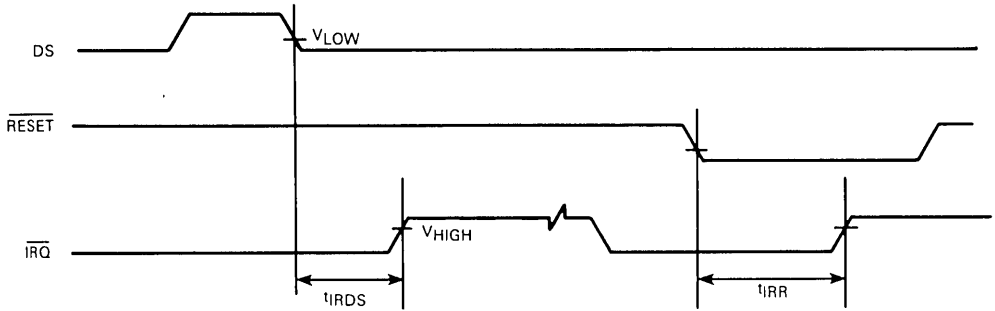 DS
VLOW
RESET
IRQ
VHIGH
tIRDS
tIRR